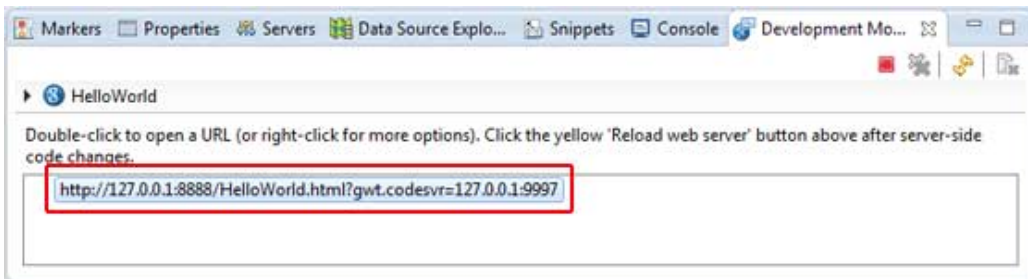 Markers Properties Servers Data Source Explo... Snippets Console Development Mo...
HelloWorld
Double-click to open a URL (or right-click for more options). Click the yellow 'Reload web server' button above after server-side
code changes.
http://127.0.0.1:8888/HelloWorld.html?gwt.codesvr=127.0.0.1:9997